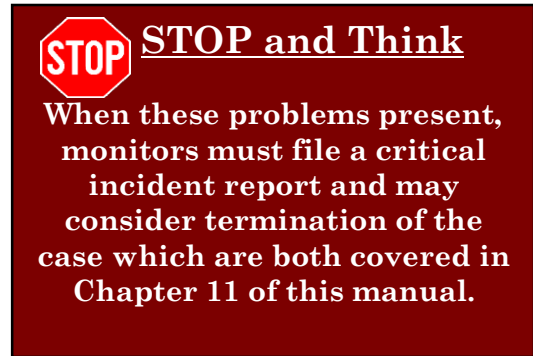 STOP
STOP and Think
When these problems present,
monitors must file a critical
incident report and may
consider termination of the
case which are both covered in
Chapter 11 of this manual.